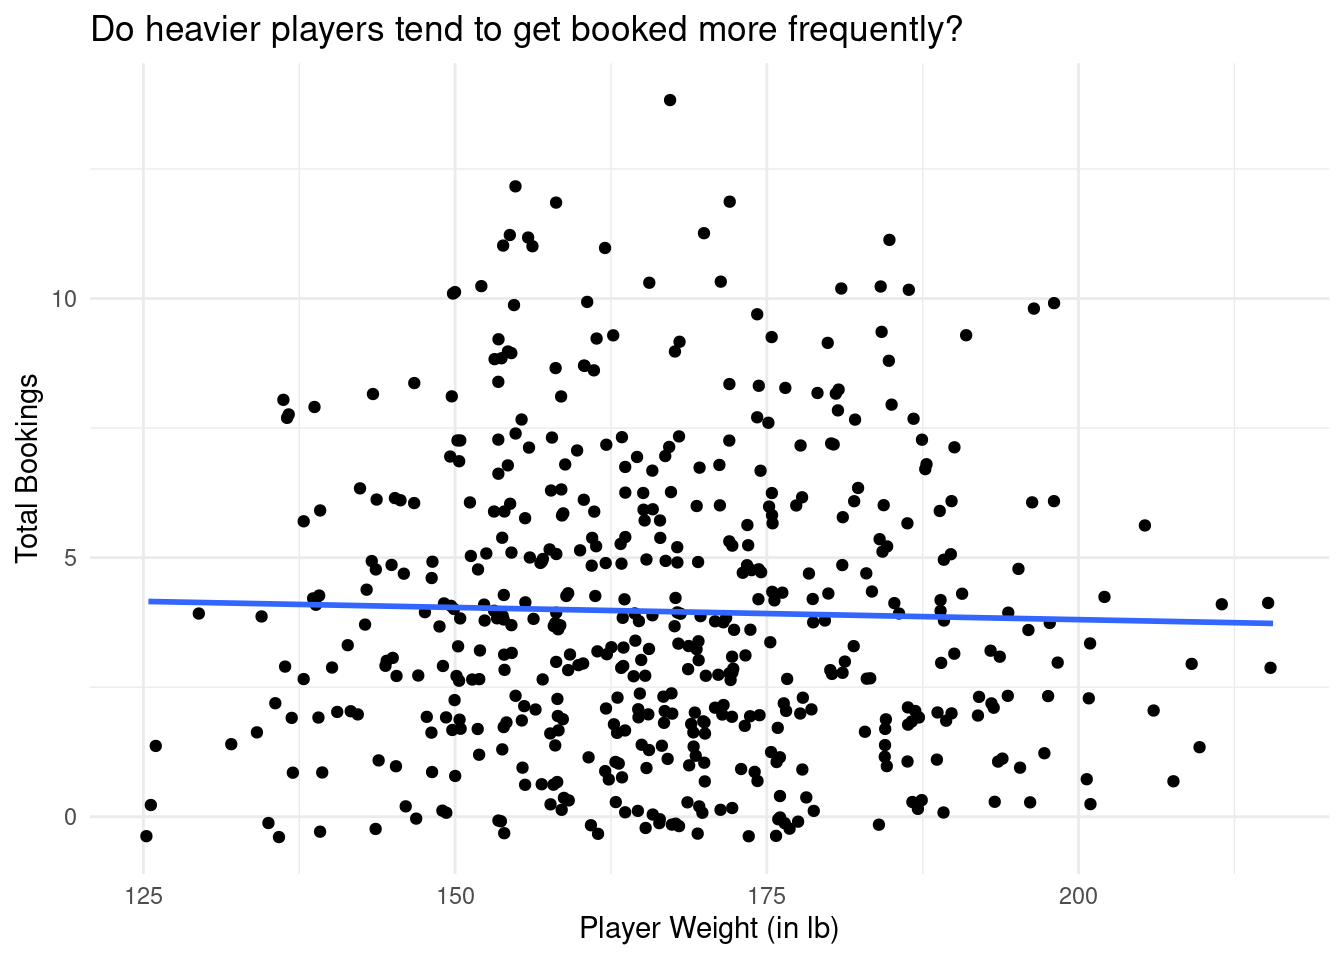 Do heavier players tend to get booked more frequently?
Total Bookings
10
5
0
125
150
175
200
Player Weight (in lb)